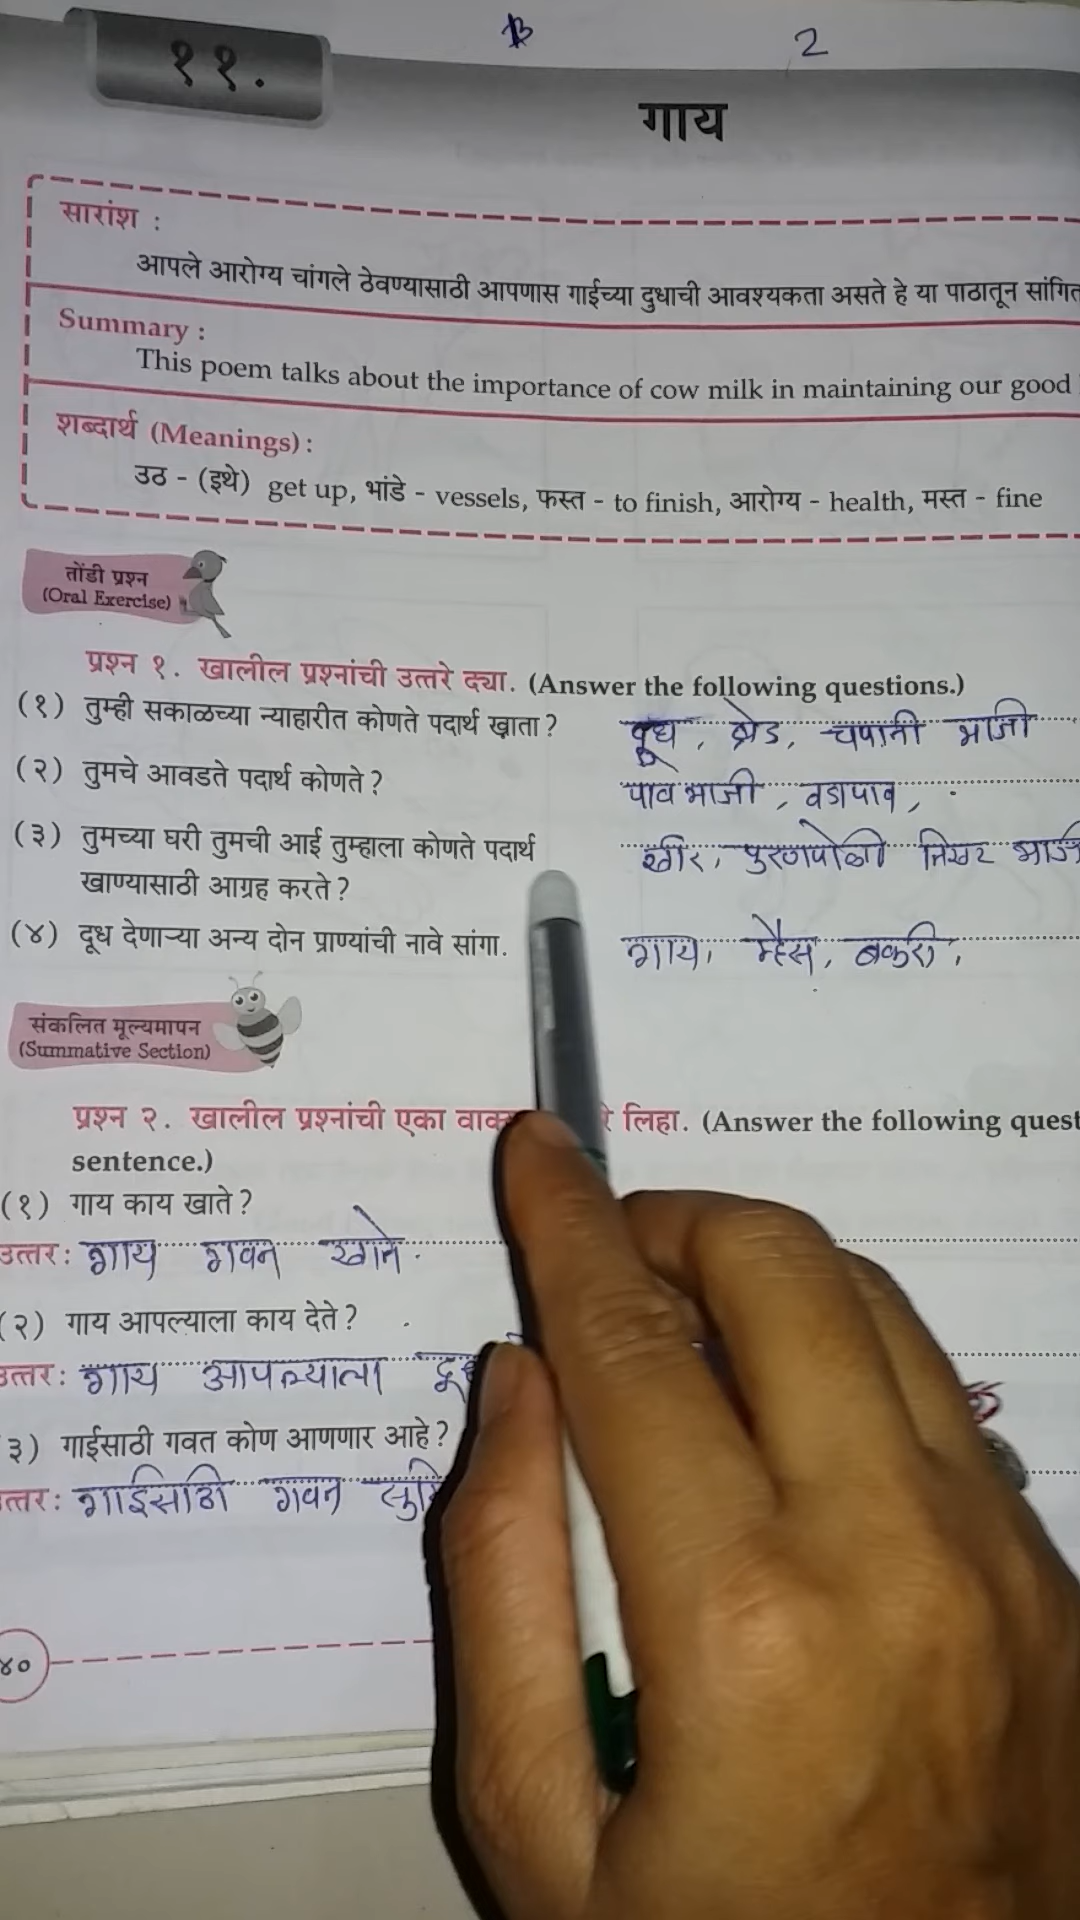 ११.
2
गाय
सारांश :
आपले आरोग्य चांगले ठेवण्यासाठी आपणास गाईच्या दुधाची आवश्यकता असते हे या पाठातून सांगित
Summary :
This poem talks about the importance of cow milk in maintaining our good
शब्दार्थ (Meanings) :
उठ - (इथे) get up, भांडे - vessels, फस्त - to finish, आरोग्य - health, मस्त - fine
तोंडी प्रश्न
(Oral Exercise)
प्रश्न १. खालील प्रश्नांची उत्तरे द्या. (Answer the following questions.)
(१) तुम्ही सकाळच्या न्याहारीत कोणते पदार्थ खाता? दूध, ब्रेड, चपाती भाजी
(२) तुमचे आवडते पदार्थ कोणते? पाव भाजी, वडापाव,
(३) तुमच्या घरी तुमची आई तुम्हाला कोणते पदार्थ खीर, पुरणपोळी
खाण्यासाठी आग्रह करते?
(४) दूध देणाऱ्या अन्य दोन प्राण्यांची नावे सांगा. गाय, म्हैस, बकरी,
संकलित मूल्यमापन
(Summative Section)
प्रश्न २. खालील प्रश्नांची एका लिहा. (Answer the following quest
sentence.)
(१) गाय काय खाते?
उत्तर: गाय गवत खाते.
(२) गाय आपल्याला काय देते?
उत्तर: गाय आपल्याला
३) गाईसाठी गवत कोण आणणार आहे?
त्तर: गाईसाठी गवत
४०